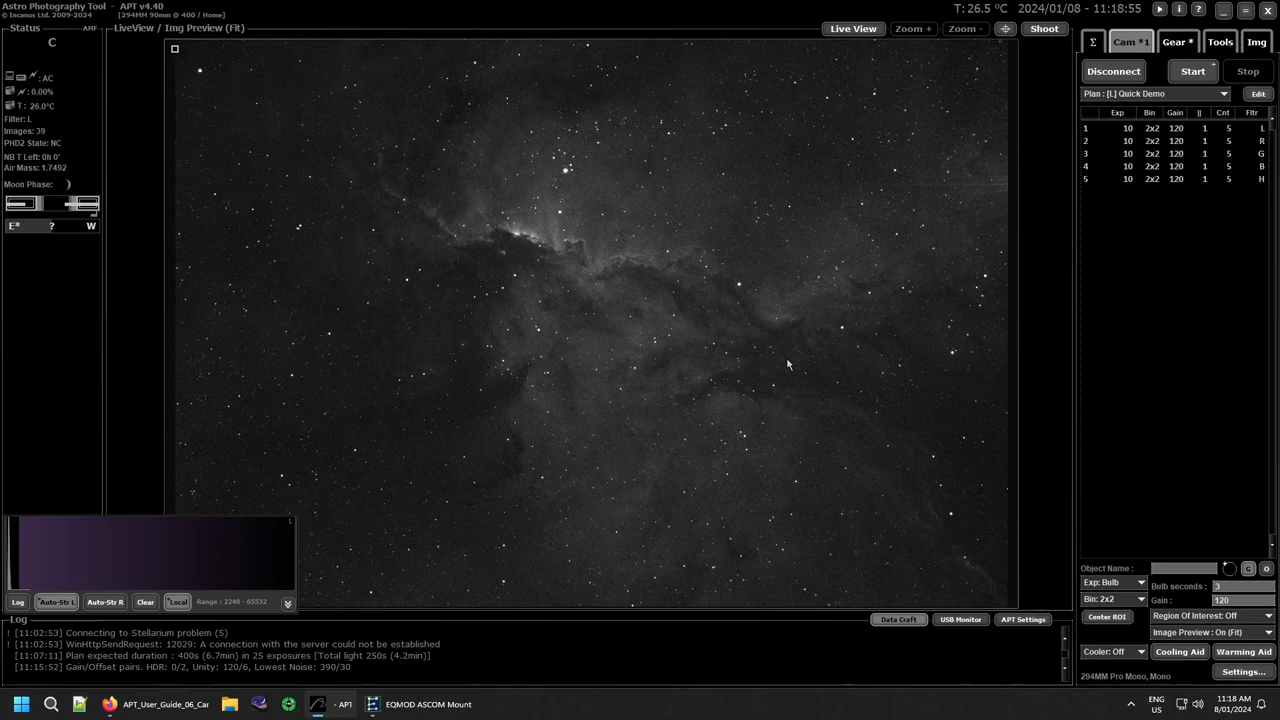 Astro Photography Tool - APT v4.40
© Incanus Ltd. 2009-2024 [294MM 90mm @ 400 / Home]
T: 26.5 ºC 2024/01/08 - 11:18:55
Status
C
AMF
: AC
: 0.00%
T : 26.0°C
Filter: L
Images: 39
PHD2 State: NC
NB T Left: 0h 0'
Air Mass: 1.7492
Moon Phase:
E* ? W
LiveView / Img Preview (Fit)
Live View Zoom + Zoom - Shoot
Σ Cam *1 Gear * Tools Img
Disconnect Start + Stop
Plan : [L] Quick Demo Edit
Exp Bin Gain || Cnt Fltr
1 10 2x2 120 1 5 L
2 10 2x2 120 1 5 R
3 10 2x2 120 1 5 G
4 10 2x2 120 1 5 B
5 10 2x2 120 1 5 H
L
Log Auto-Str L Auto-Str R Clear Local Range : 2240 - 65532
Object Name : G O
Exp: Bulb Bulb seconds : 3
Bin: 2x2 Gain : 120
Center ROI Region Of Interest: Off
Image Preview : On (Fit)
Cooler: Off Cooling Aid Warming Aid
294MM Pro Mono, Mono Settings...
Log
Data Craft USB Monitor APT Settings
! [11:02:53] Connecting to Stellarium problem (5)
! [11:02:53] WinHttpSendRequest: 12029: A connection with the server could not be established
[11:07:11] Plan expected duration : 400s (6.7min) in 25 exposures [Total light 250s (4.2min)]
[11:15:52] Gain/Offset pairs. HDR: 0/2, Unity: 120/6, Lowest Noise: 390/30
APT_User_Guide_06_Car
- APT
EQMOD ASCOM Mount
ENG
US
11:18 AM
8/01/2024